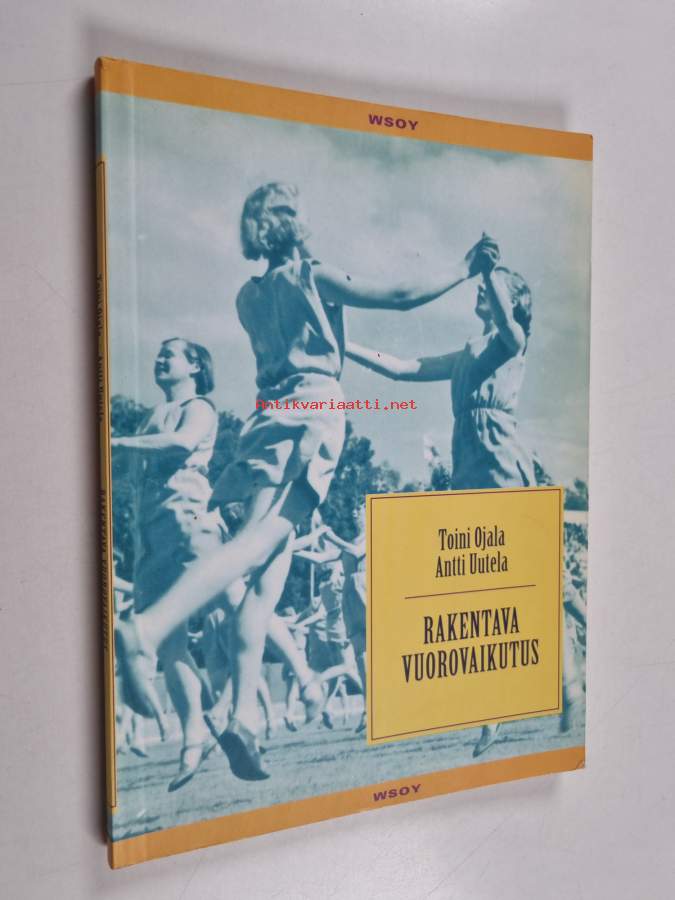 WSOY
Antikvariaatti.net
Toini Ojala
Antti Uutela
RAKENTAVA
VUOROVAIKUTUS
WSOY